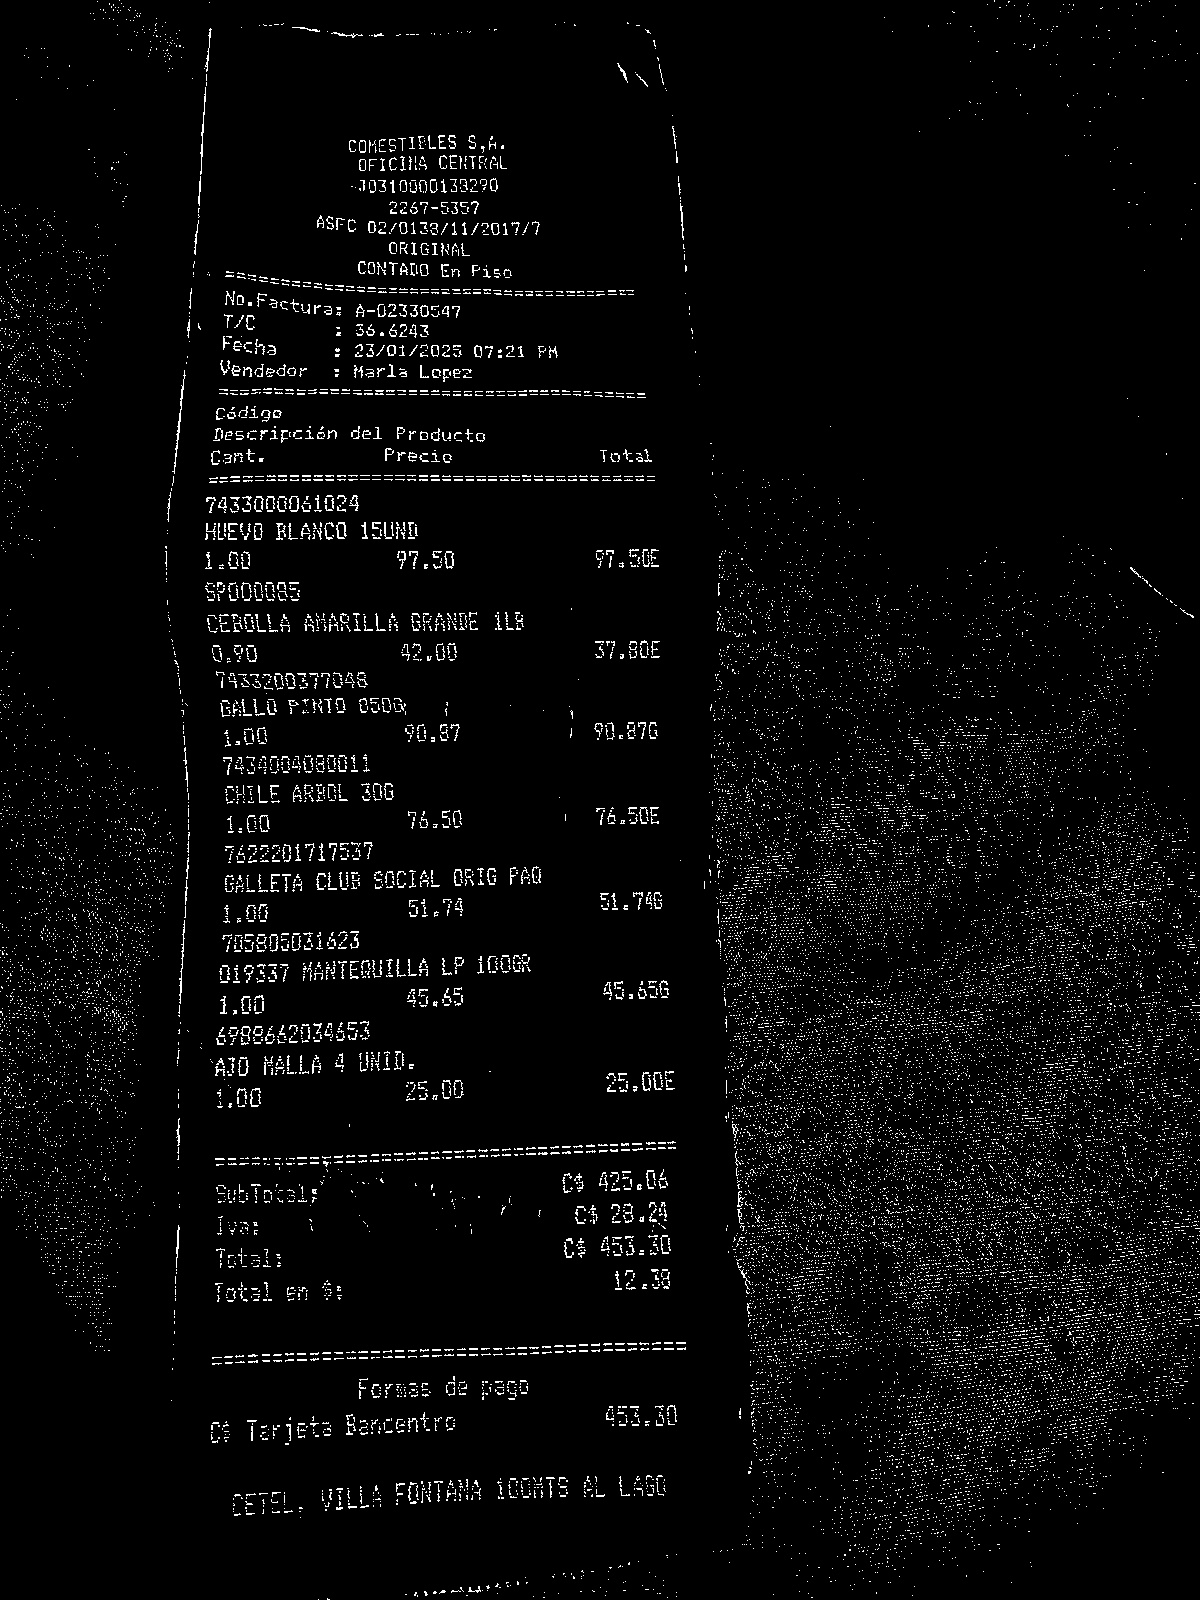 COMESTIBLES S.A.
OFICINA CENTRAL
J0310000138290
2267-5357
ASFC 02/0138/11/2017/7
ORIGINAL
CONTADO En Piso
No.Factura: A-02330547
T/C : 36.6243
Fecha : 23/01/2025 07:21 PM
Vendedor : Marla Lopez
Código
Descripción del Producto
Cant. Precio Total
7433000061024
HUEVO BLANCO 15UND
1.00 97.50 97.50E
SP000085
CEBOLLA AMARILLA GRANDE 1LB
0.90 42.00 37.80E
7433200377048
GALLO PINTO 850G
1.00 90.87 90.87G
7434004080011
CHILE ARBOL 30G
1.00 76.50 76.50E
7622201717537
GALLETA CLUB SOCIAL ORIG PAQ
1.00 51.74 51.74G
705805031623
019337 MANTEQUILLA LP 100GR
1.00 45.65 45.65G
6988662034653
AJO MALLA 4 UNID.
1.00 25.00 25.00E
SubTotal: C$ 425.06
Iva: C$ 28.24
Total: C$ 453.30
Total en $: 12.38
Formas de pago
C$ Tarjeta Bancentro 453.30
CETEL. VILLA FONTANA 100MTS AL LAGO